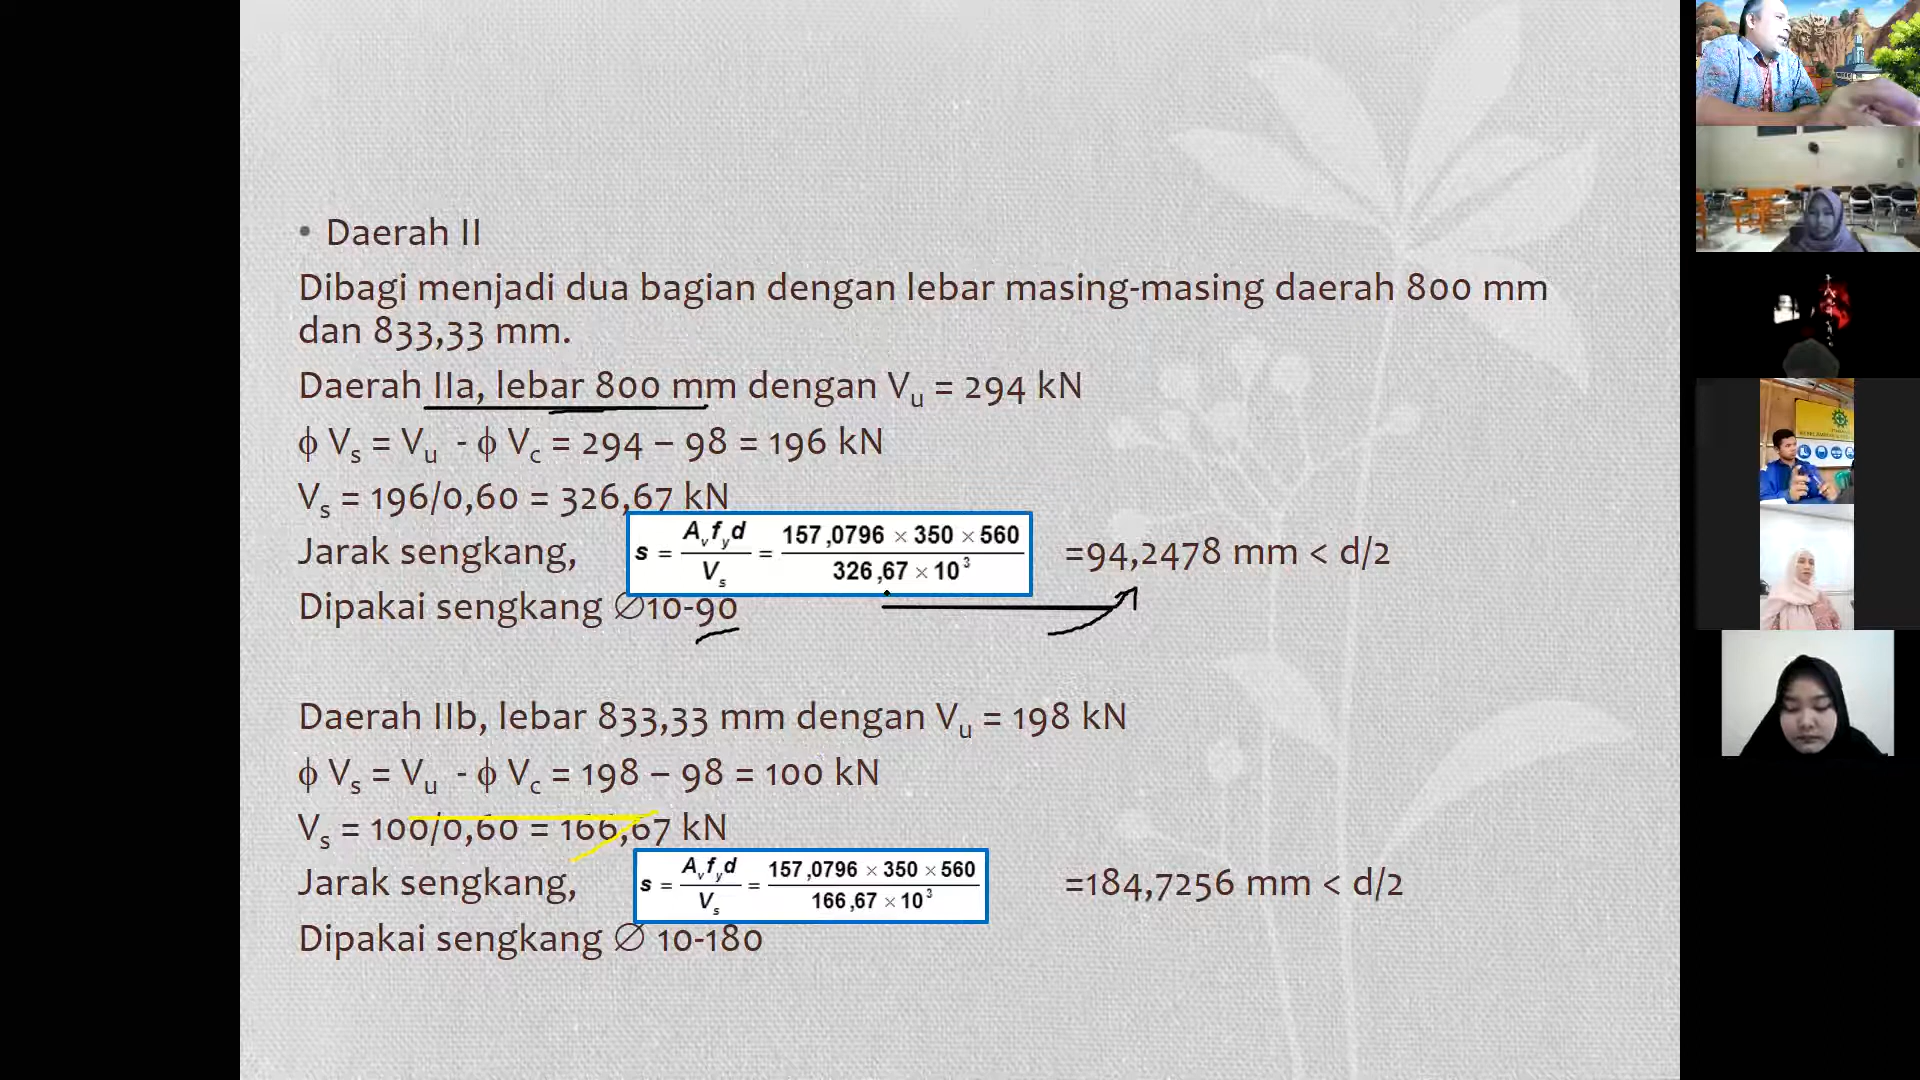 • Daerah II
Dibagi menjadi dua bagian dengan lebar masing-masing daerah 800 mm
dan 833,33 mm.
Daerah IIa, lebar 800 mm dengan Vu = 294 kN
ϕ Vs = Vu - ϕ Vc = 294 – 98 = 196 kN
Vs = 196/0,60 = 326,67 kN
Jarak sengkang, s = Avfyd / Vs = 157,0796 × 350 × 560 / 326,67 × 10³ =94,2478 mm < d/2
Dipakai sengkang ∅10-90
Daerah IIb, lebar 833,33 mm dengan Vu = 198 kN
ϕ Vs = Vu - ϕ Vc = 198 – 98 = 100 kN
Vs = 100/0,60 = 166,67 kN
Jarak sengkang, s = Avfyd / Vs = 157,0796 × 350 × 560 / 166,67 × 10³ =184,7256 mm < d/2
Dipakai sengkang ∅ 10-180